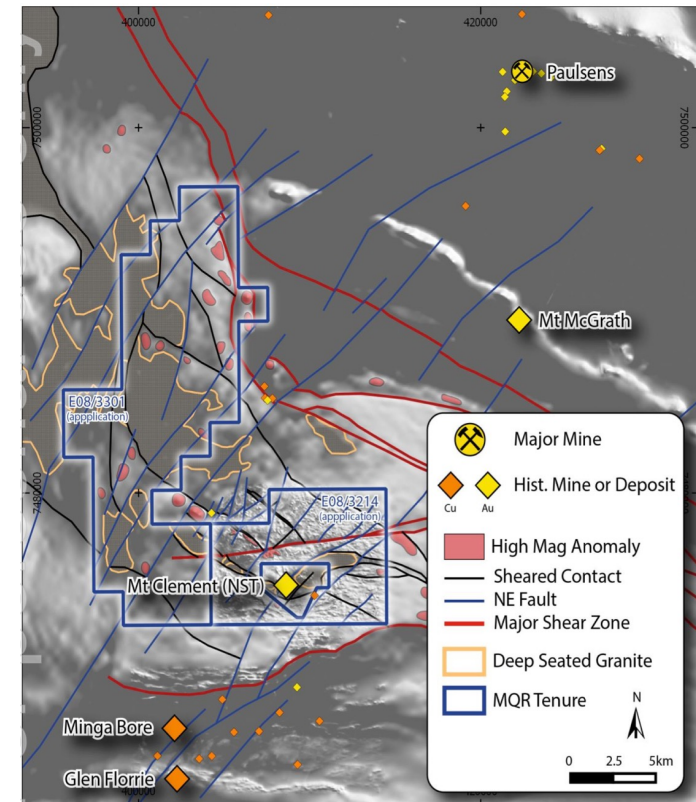 400000
420000
Paulsens
7500000
7500000
Mt McGrath
E08/3301
(appplication)
Major Mine
Hist. Mine or Deposit
Cu
Au
7480000
E08/3214
(appplication)
High Mag Anomaly
Sheared Contact
Mt Clement (NST)
NE Fault
Major Shear Zone
Deep Seated Granite
MQR Tenure
N
Minga Bore
0 2.5 5km
Glen Florrie
400000